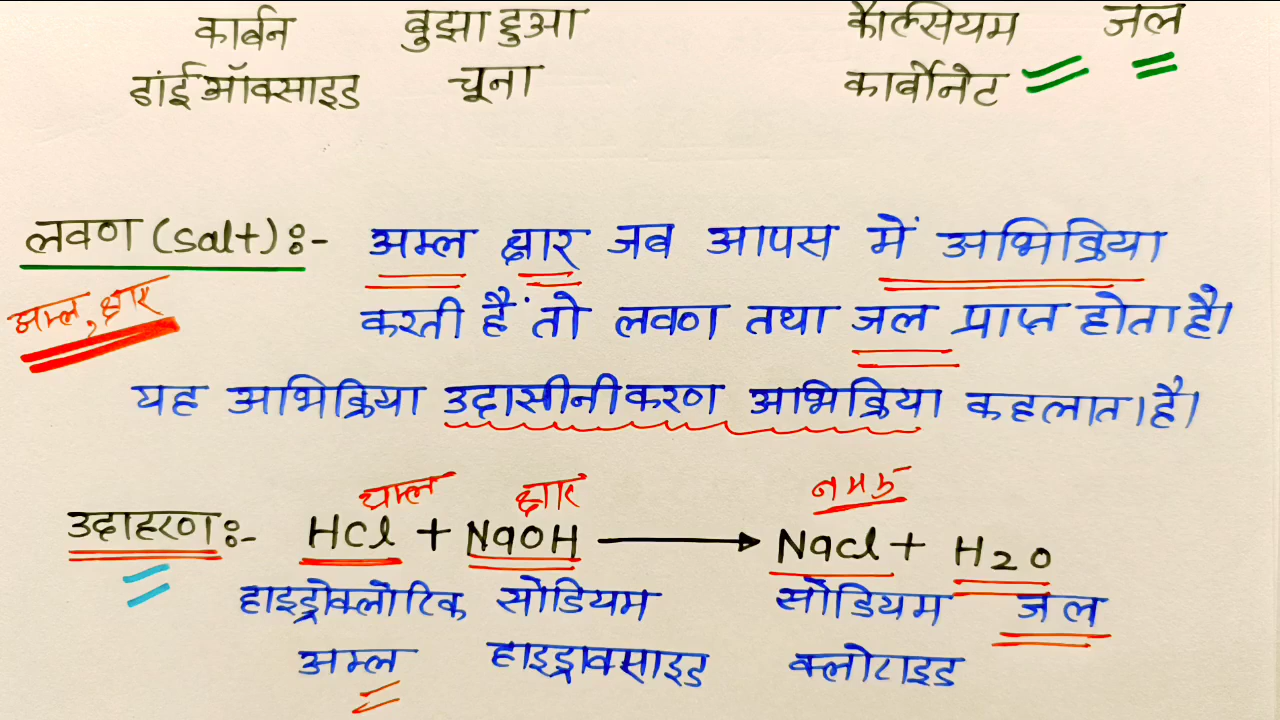 कार्बन बुझा हुआ कैल्सियम जल
डांईऑक्साइड चूना कार्बोनेट
लवण (salt) :- अम्ल क्षार जब आपस में अभिक्रिया
अम्ल, क्षार
करती हैं तो लवण तथा जल प्राप्त होता है।
यह अभिक्रिया उदासीनीकरण अभिक्रिया कहलाता है।
अम्ल क्षार नमक
उदाहरण :- HCl + NaOH → NaCl + H2O
हाइड्रोक्लोरिक सोडियम सोडियम जल
अम्ल हाइड्राक्साइड क्लोराइड